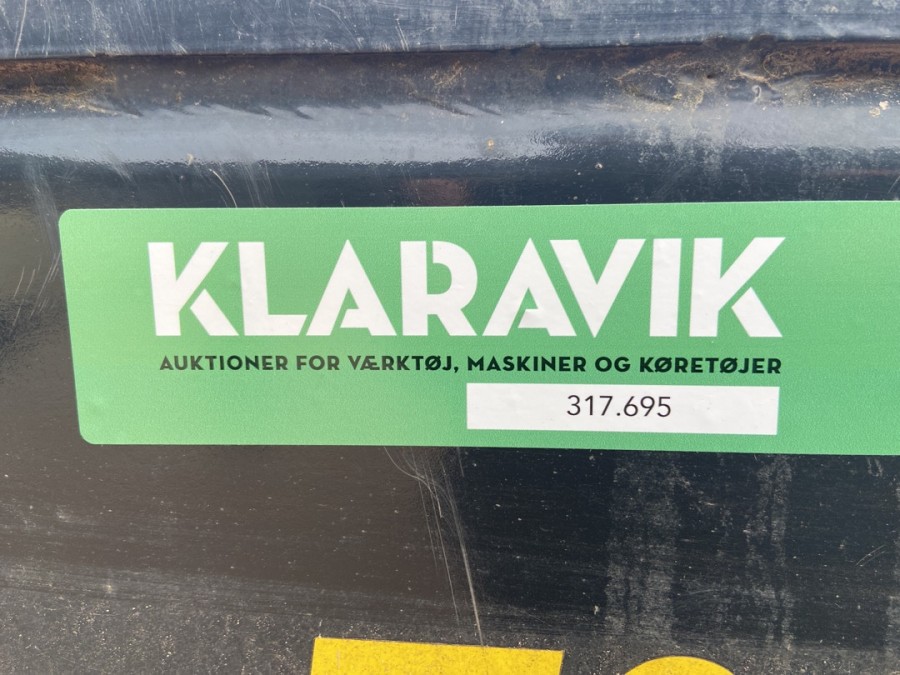 KLARAVIK
AUKTIONER FOR VÆRKTØJ, MASKINER OG KØRETØJER
317.695